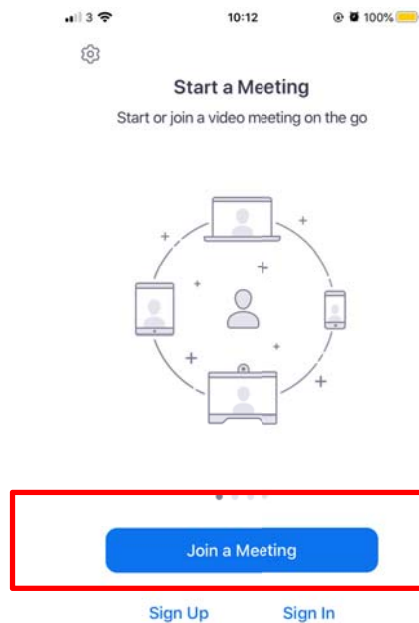 3 10:12 100%
Start a Meeting
Start or join a video meeting on the go
Join a Meeting
Sign Up Sign In